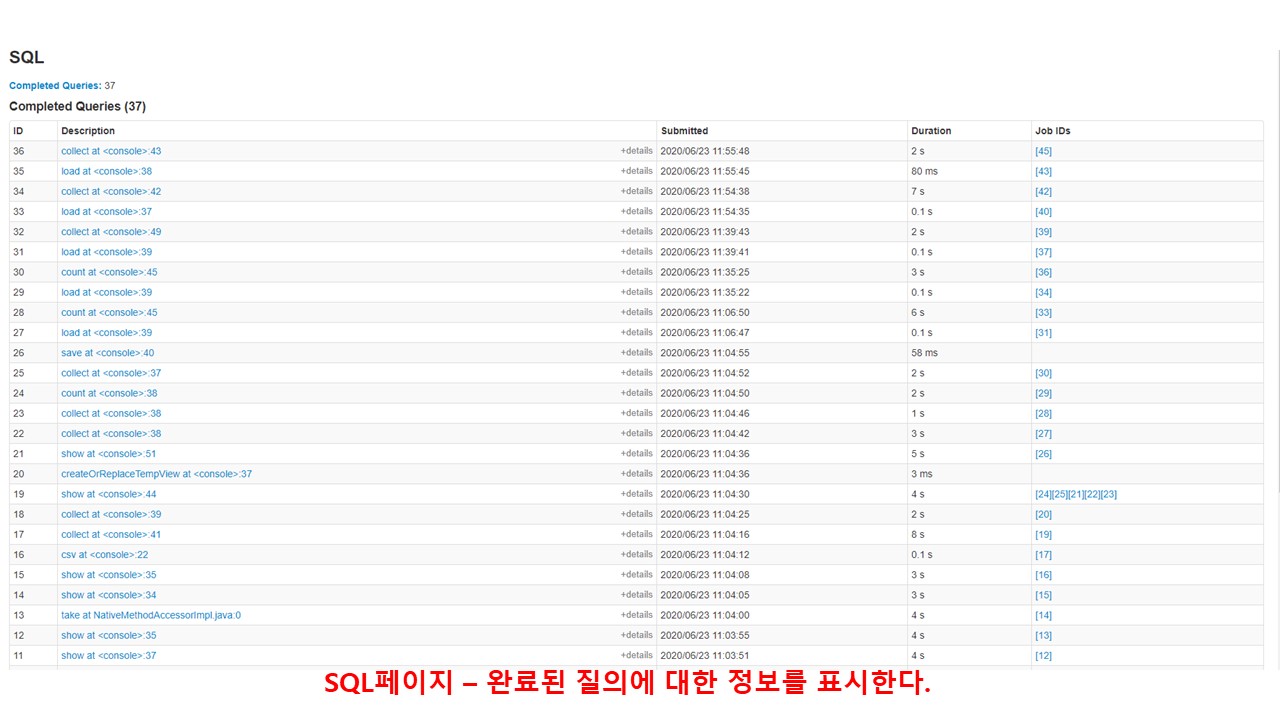 SQL
Completed Queries: 37
Completed Queries (37)
ID Description Submitted Duration Job IDs
36 collect at <console>:43 +details 2020/06/23 11:55:48 2 s [45]
35 load at <console>:38 +details 2020/06/23 11:55:45 80 ms [43]
34 collect at <console>:42 +details 2020/06/23 11:54:38 7 s [42]
33 load at <console>:37 +details 2020/06/23 11:54:35 0.1 s [40]
32 collect at <console>:49 +details 2020/06/23 11:39:43 2 s [39]
31 load at <console>:39 +details 2020/06/23 11:39:41 0.1 s [37]
30 count at <console>:45 +details 2020/06/23 11:35:25 3 s [36]
29 load at <console>:39 +details 2020/06/23 11:35:22 0.1 s [34]
28 count at <console>:45 +details 2020/06/23 11:06:50 6 s [33]
27 load at <console>:39 +details 2020/06/23 11:06:47 0.1 s [31]
26 save at <console>:40 +details 2020/06/23 11:04:55 58 ms
25 collect at <console>:37 +details 2020/06/23 11:04:52 2 s [30]
24 count at <console>:38 +details 2020/06/23 11:04:50 2 s [29]
23 collect at <console>:38 +details 2020/06/23 11:04:46 1 s [28]
22 collect at <console>:38 +details 2020/06/23 11:04:42 3 s [27]
21 show at <console>:51 +details 2020/06/23 11:04:36 5 s [26]
20 createOrReplaceTempView at <console>:37 +details 2020/06/23 11:04:36 3 ms
19 show at <console>:44 +details 2020/06/23 11:04:30 4 s [24][25][21][22][23]
18 collect at <console>:39 +details 2020/06/23 11:04:25 2 s [20]
17 collect at <console>:41 +details 2020/06/23 11:04:16 8 s [19]
16 csv at <console>:22 +details 2020/06/23 11:04:12 0.1 s [17]
15 show at <console>:35 +details 2020/06/23 11:04:08 3 s [16]
14 show at <console>:34 +details 2020/06/23 11:04:05 3 s [15]
13 take at NativeMethodAccessorImpl.java:0 +details 2020/06/23 11:04:00 4 s [14]
12 show at <console>:35 +details 2020/06/23 11:03:55 4 s [13]
11 show at <console>:37 +details 2020/06/23 11:03:51 4 s [12]
SQL페이지 – 완료된 질의에 대한 정보를 표시한다.